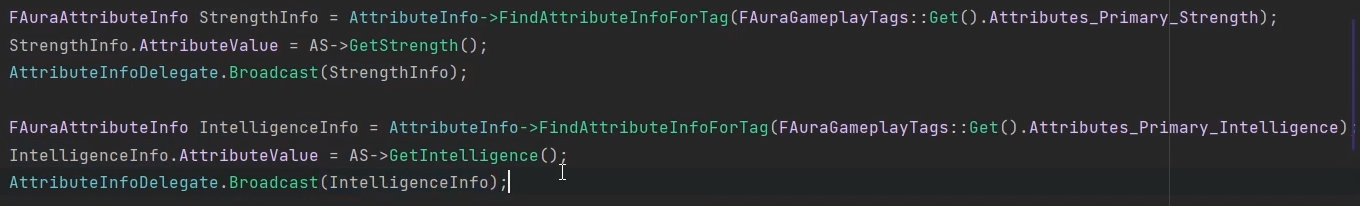 FAuraAttributeInfo StrengthInfo = AttributeInfo->FindAttributeInfoForTag(FAuraGameplayTags::Get().Attributes_Primary_Strength);
StrengthInfo.AttributeValue = AS->GetStrength();
AttributeInfoDelegate.Broadcast(StrengthInfo);
FAuraAttributeInfo IntelligenceInfo = AttributeInfo->FindAttributeInfoForTag(FAuraGameplayTags::Get().Attributes_Primary_Intelligence);
IntelligenceInfo.AttributeValue = AS->GetIntelligence();
AttributeInfoDelegate.Broadcast(IntelligenceInfo);